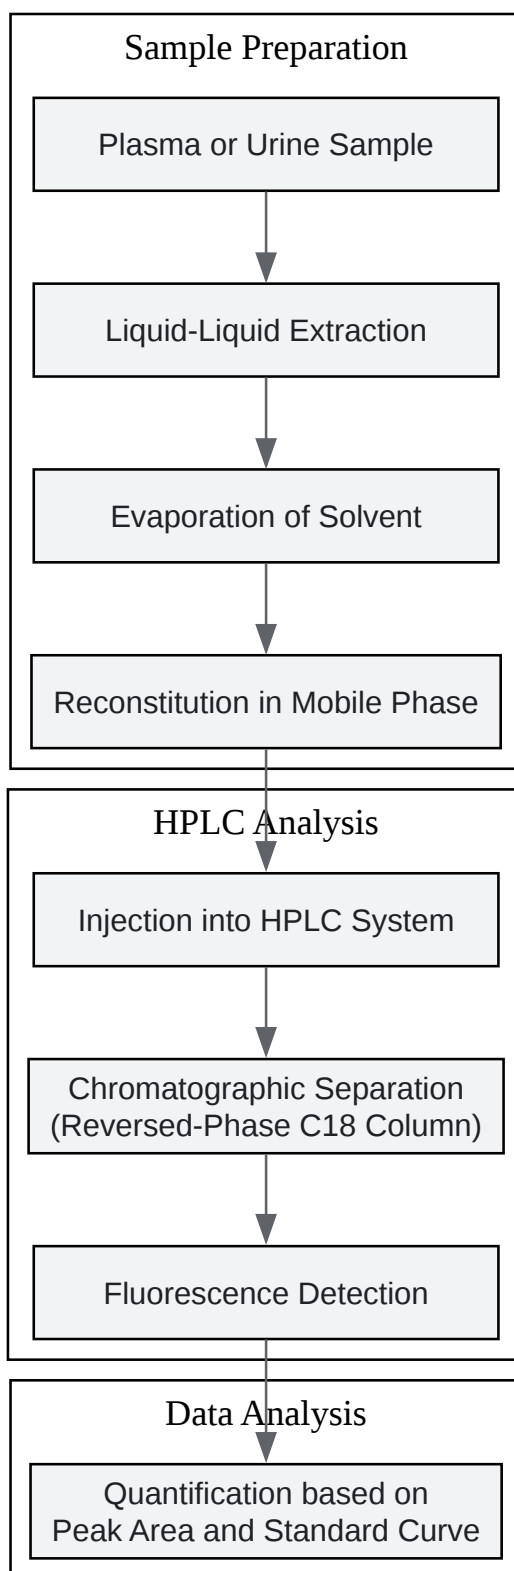 Sample Preparation
Plasma or Urine Sample
Liquid-Liquid Extraction
Evaporation of Solvent
Reconstitution in Mobile Phase
HPLC Analysis
Injection into HPLC System
Chromatographic Separation
(Reversed-Phase C18 Column)
Fluorescence Detection
Data Analysis
Quantification based on
Peak Area and Standard Curve